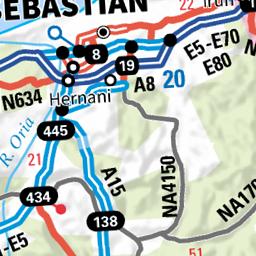 SEBASTIÁN
22
Irun
8
19
E5-E70
E80
A8
20
N634
Hernani
R. Oria
445
21
A15
NA4150
434
138
NA170
-E5
51